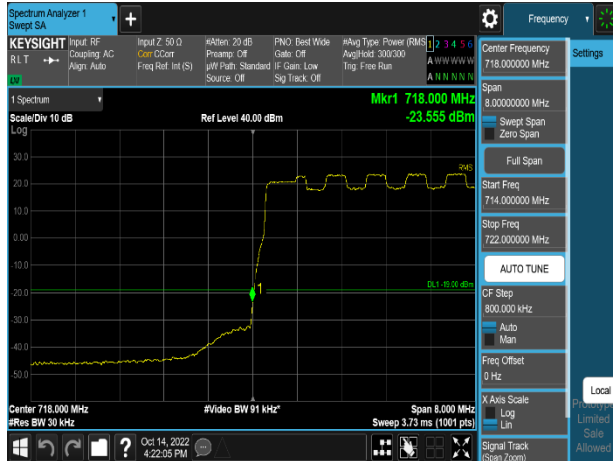 Spectrum Analyzer 1
Swept SA
Frequency
KEYSIGHT
RLT
Input: RF
Coupling: AC
Align: Auto
Input Z: 50 Ω
Corr CCorr
Freq Ref: Int (S)
#Atten: 20 dB
Preamp: Off
µW Path: Standard
Source: Off
PNO: Best Wide
Gate: Off
IF Gain: Low
Sig Track: Off
#Avg Type: Power (RMS)
Avg|Hold: 300/300
Trig: Free Run
1 2 3 4 5 6
A W W W W W
A N N N N N
1 Spectrum
Scale/Div 10 dB
Log
Ref Level 40.00 dBm
Mkr1 718.000 MHz
-23.555 dBm
30.0
20.0
10.0
0.00
-10.0
-20.0
-30.0
-40.0
-50.0
RMS
DL1 -19.00 dBm
1
Center 718.000 MHz
#Res BW 30 kHz
#Video BW 91 kHz*
Span 8.000 MHz
Sweep 3.73 ms (1001 pts)
Oct 14, 2022
4:22:05 PM
Center Frequency
718.000000 MHz
Span
8.00000000 MHz
Swept Span
Zero Span
Full Span
Start Freq
714.000000 MHz
Stop Freq
722.000000 MHz
AUTO TUNE
CF Step
800.000 kHz
Auto
Man
Freq Offset
0 Hz
X Axis Scale
Log
Lin
Signal Track
(Span Zoom)
Settings
Local
Prototype
Limited
Sale
Allowed